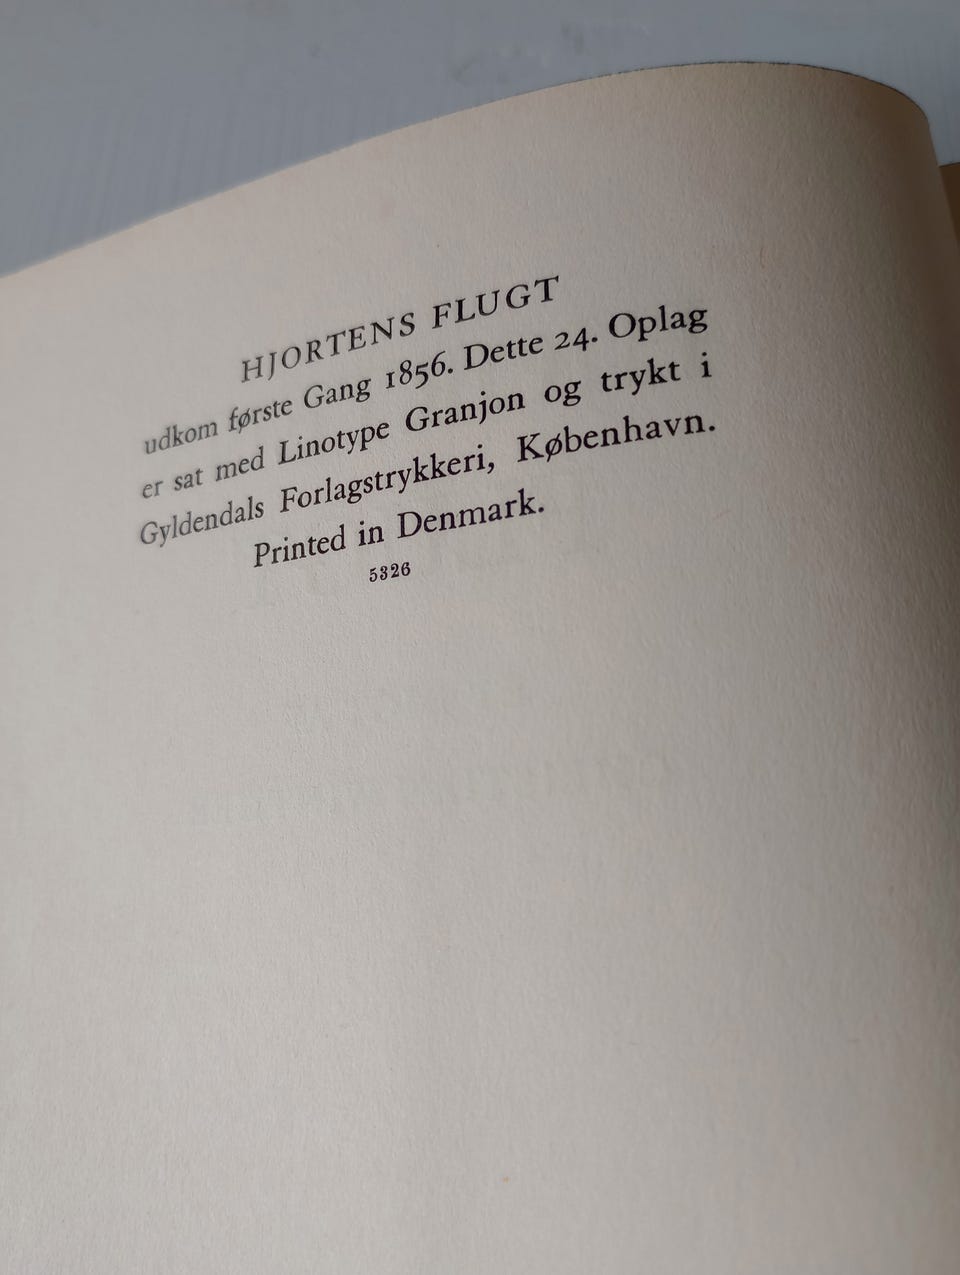 HJORTENS FLUGT
udkom første Gang 1856. Dette 24. Oplag
er sat med Linotype Granjon og trykt i
Gyldendals Forlagstrykkeri, København.
Printed in Denmark.
5326